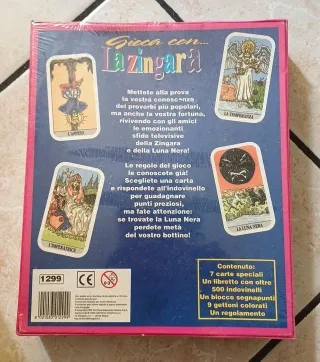 Gioca con...
La zingara
Mettete alla prova
la vostra conoscenza
dei proverbi più popolari,
ma anche la vostra fortuna,
rivivendo con gli amici
le emozionanti
sfide televisive
della Zingara
e della Luna Nera!
Le regole del gioco
le conoscete già!
Scegliete una carta
e rispondete all'indovinello
per guadagnare
punti preziosi,
ma fate attenzione:
se trovate la Luna Nera
perdete metà
del vostro bottino!
LA TEMPERANZA
L'IMPERATRICE
LA LUNA NERA
1299
CE
Contenuto:
7 carte speciali
Un libretto con oltre
500 indovinelli
Un blocco segnapunti
9 gettoni colorati
Un regolamento